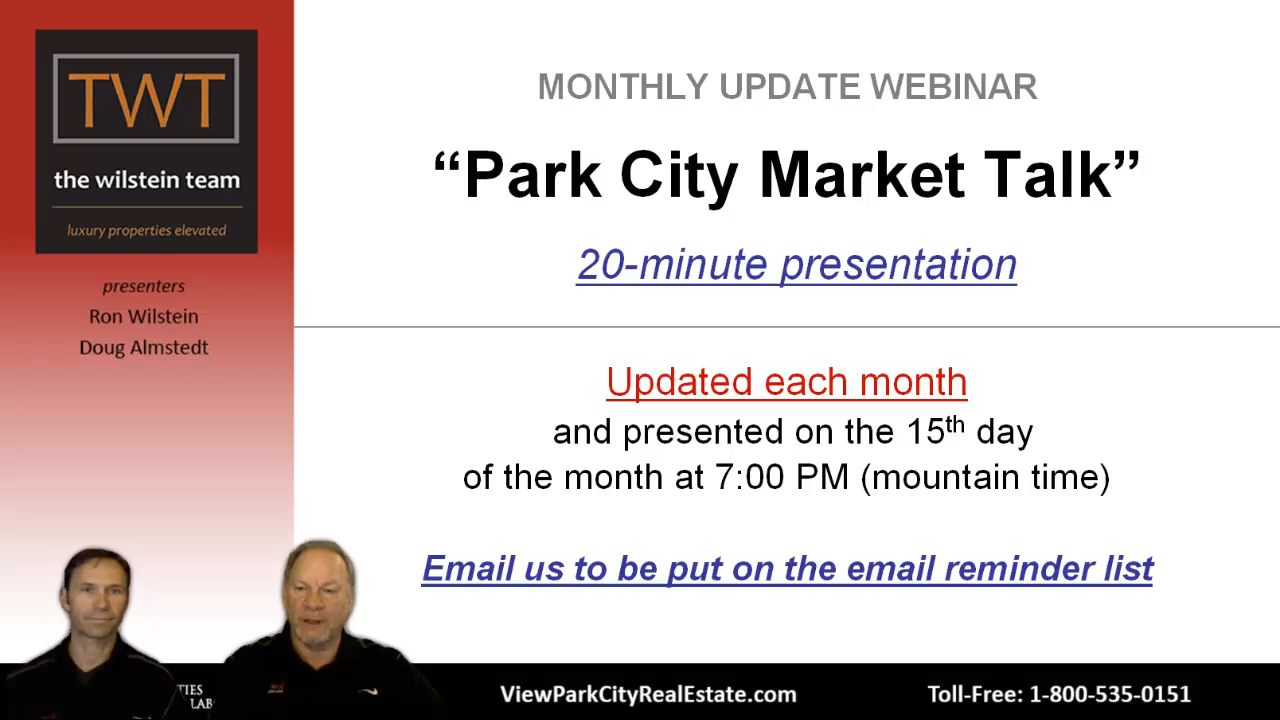 TWT
the wilstein team
luxury properties elevated
presenters
Ron Wilstein
Doug Almstedt
MONTHLY UPDATE WEBINAR
“Park City Market Talk”
20-minute presentation
Updated each month
and presented on the 15th day
of the month at 7:00 PM (mountain time)
Email us to be put on the email reminder list
ViewParkCityRealEstate.com
Toll-Free: 1-800-535-0151